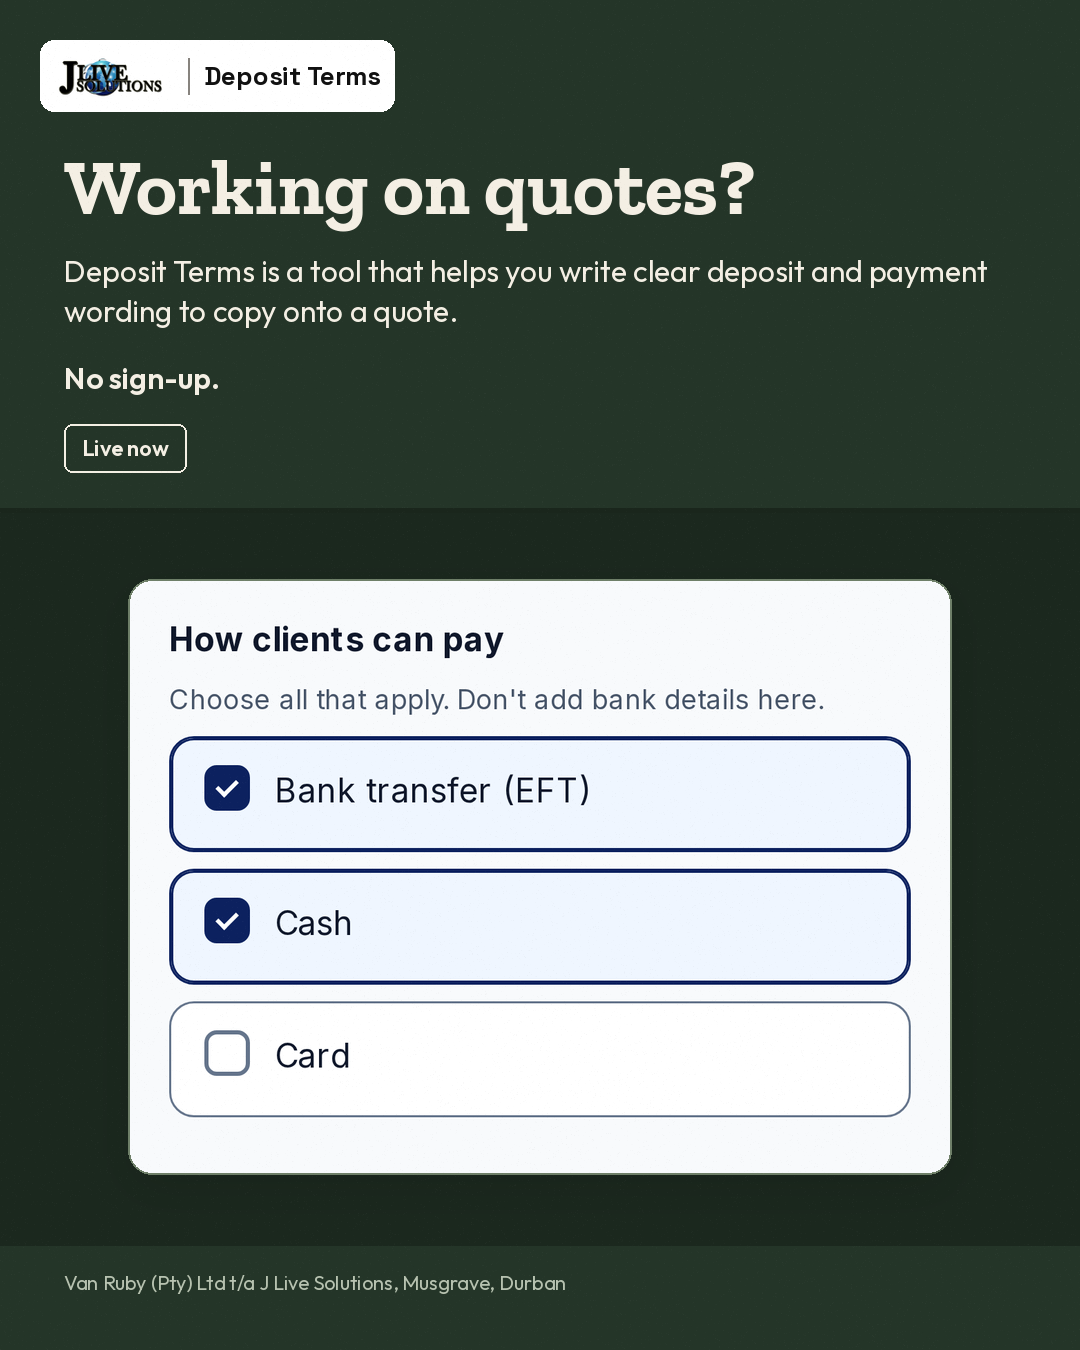 J LIVE SOLUTIONS
Deposit Terms
Working on quotes?
Deposit Terms is a tool that helps you write clear deposit and payment
wording to copy onto a quote.
No sign-up.
Live now
How clients can pay
Choose all that apply. Don't add bank details here.
Bank transfer (EFT)
Cash
Card
Van Ruby (Pty) Ltd t/a J Live Solutions, Musgrave, Durban